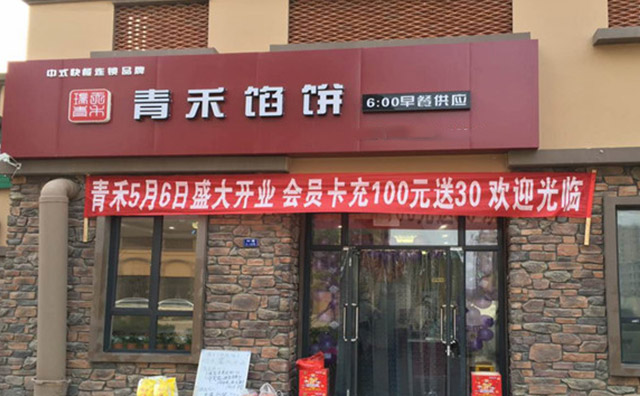 中式快餐连锁品牌
青禾馅饼
6:00早餐供应
青禾5月6日盛大开业 会员卡充100元送30 欢迎光临